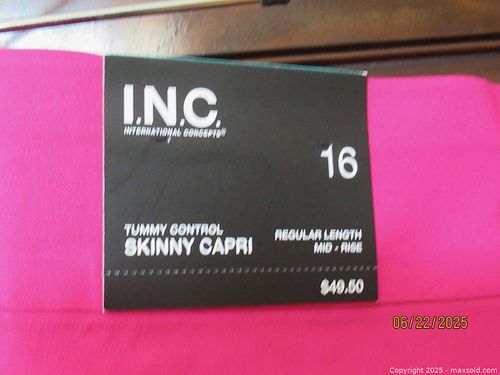 I.N.C.
INTERNATIONAL CONCEPTS®
16
TUMMY CONTROL
SKINNY CAPRI
REGULAR LENGTH
MID - RISE
$49.50
06/22/2025
Copyright © 2025 - maxsold.com